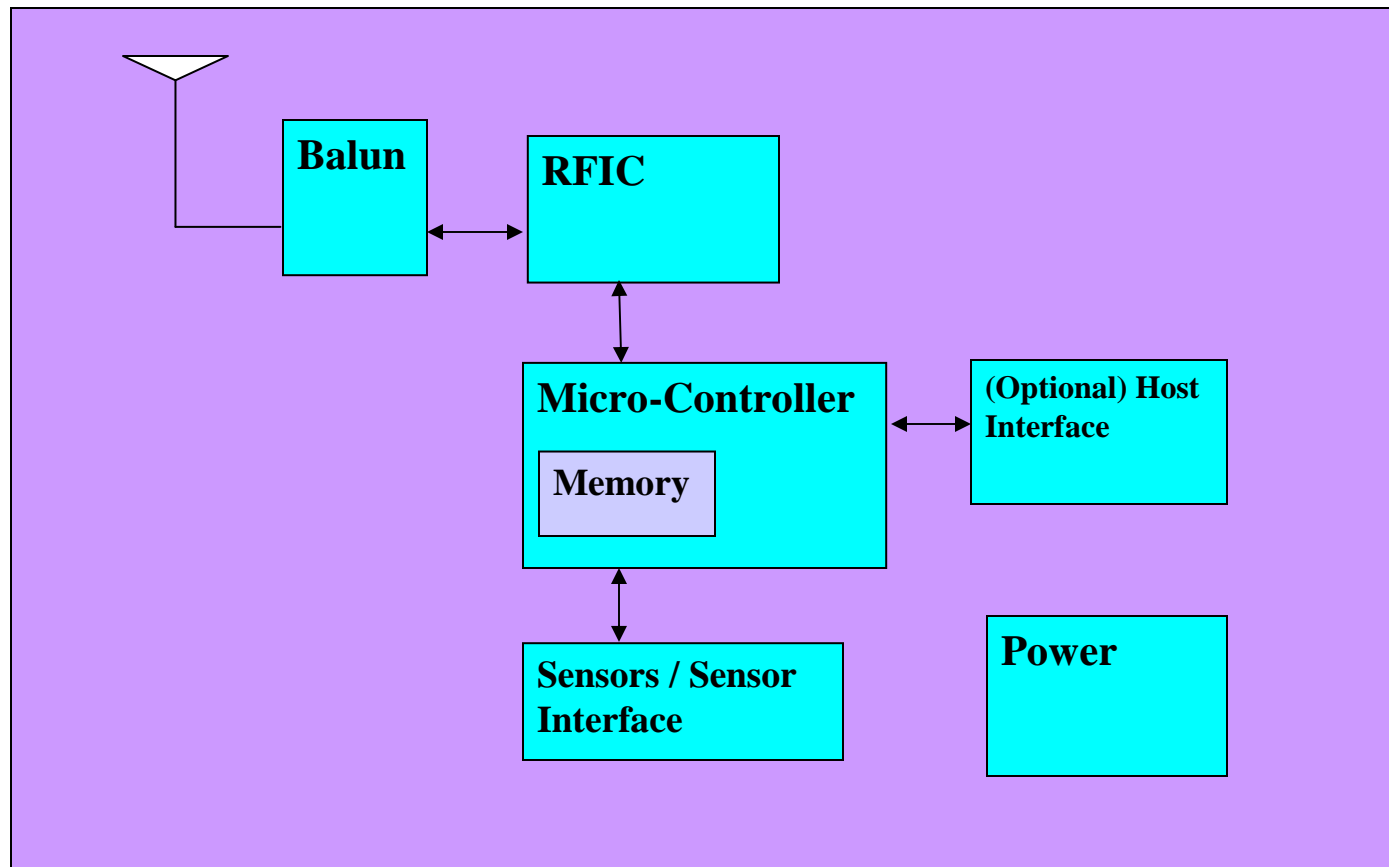 Balun
RFIC
Micro-Controller
Memory
(Optional) Host
Interface
Sensors / Sensor
Interface
Power